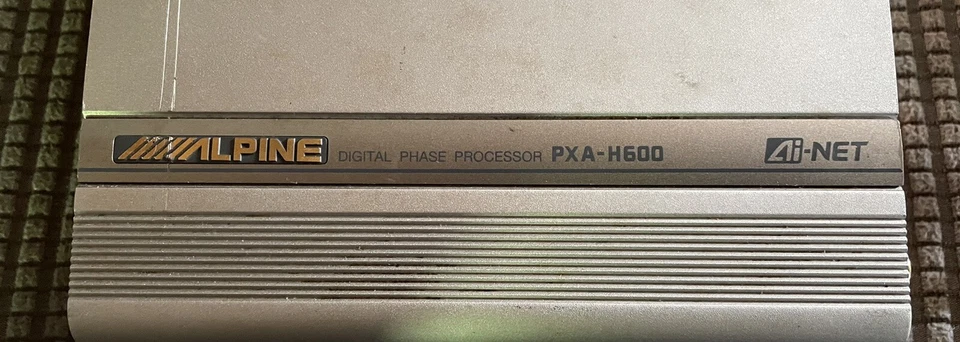 ALPINE DIGITAL PHASE PROCESSOR PXA-H600 Ai-NET